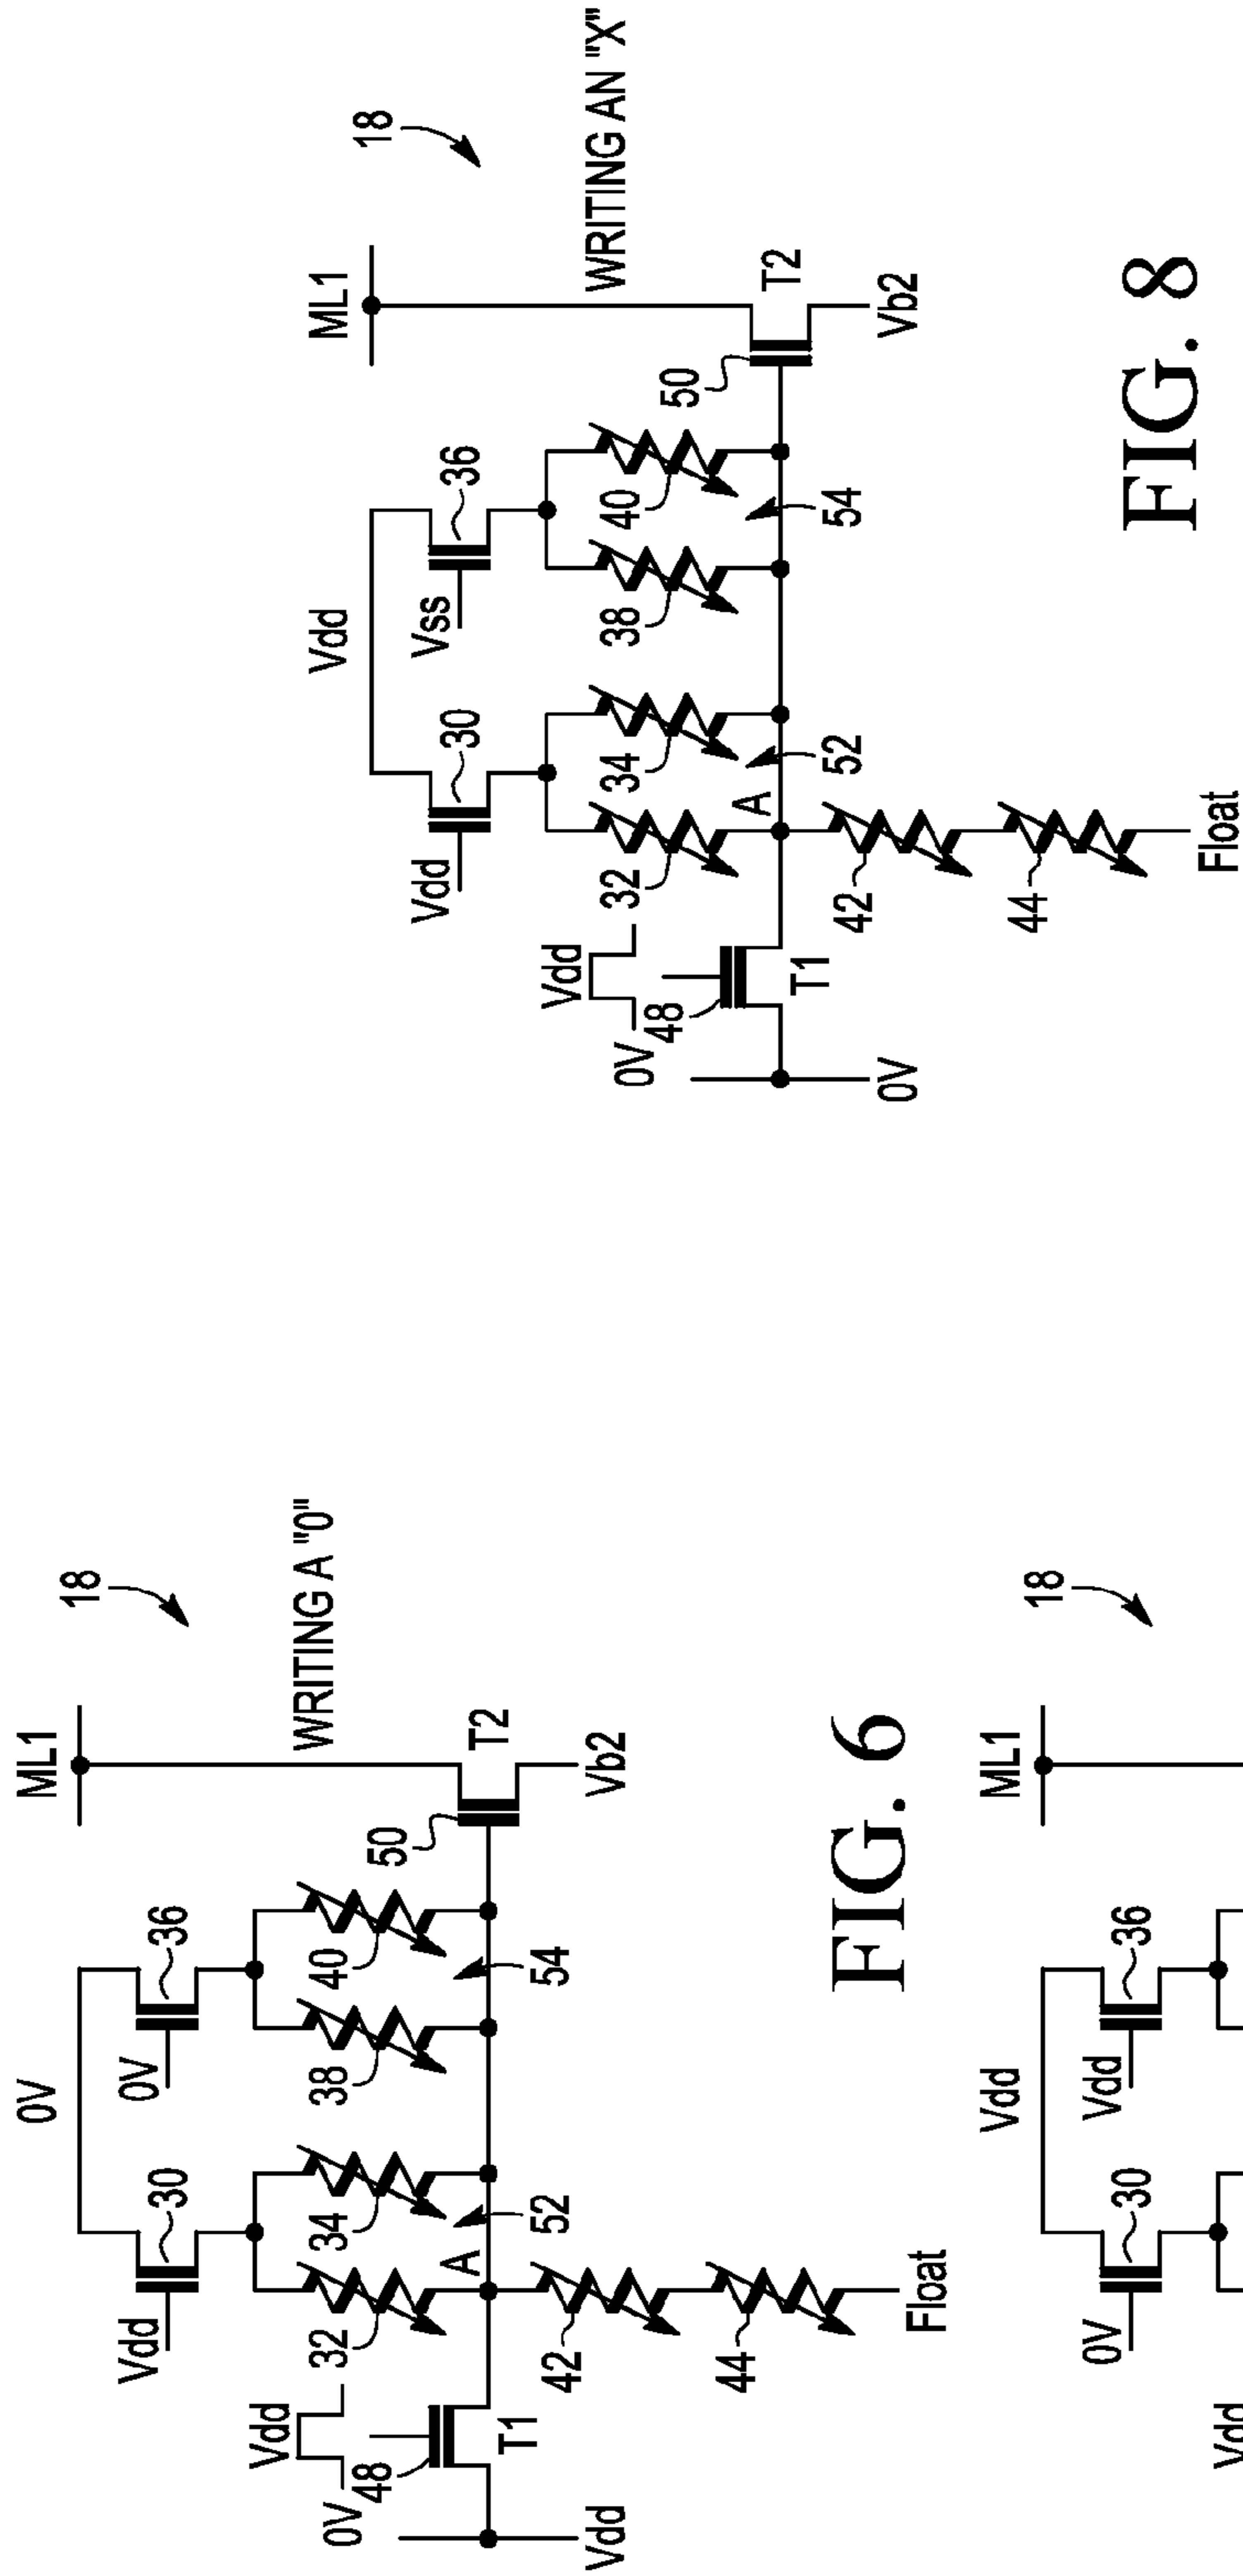 18
ML1
WRITING A "0"
0V
36
30
0V
Vdd
50
T2
Vb2
40
38
34
32
54
52
A
Vdd
0V
48
T1
Vdd
42
44
Float
FIG. 6
18
ML1
WRITING AN "X"
Vdd
36
30
Vss
Vdd
50
T2
Vb2
40
38
34
32
54
52
A
Vdd
0V
48
T1
0V
42
44
Float
FIG. 8
18
ML1
Vdd
36
30
Vdd
0V
Vdd